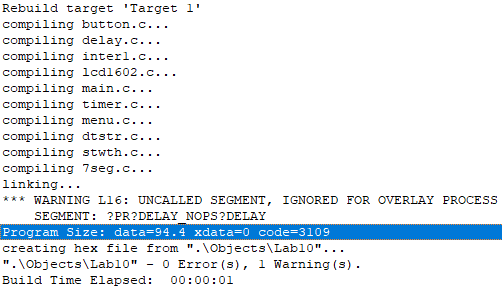 Rebuild target 'Target 1'
compiling button.c...
compiling delay.c...
compiling inter1.c...
compiling lcd1602.c...
compiling main.c...
compiling timer.c...
compiling menu.c...
compiling dtstr.c...
compiling stwth.c...
compiling 7seg.c...
linking...
*** WARNING L16: UNCALLED SEGMENT, IGNORED FOR OVERLAY PROCESS
SEGMENT: ?PR?DELAY_NOPS?DELAY
Program Size: data=94.4 xdata=0 code=3109
creating hex file from ".\Objects\Lab10"...
".\Objects\Lab10" - 0 Error(s), 1 Warning(s).
Build Time Elapsed:  00:00:01